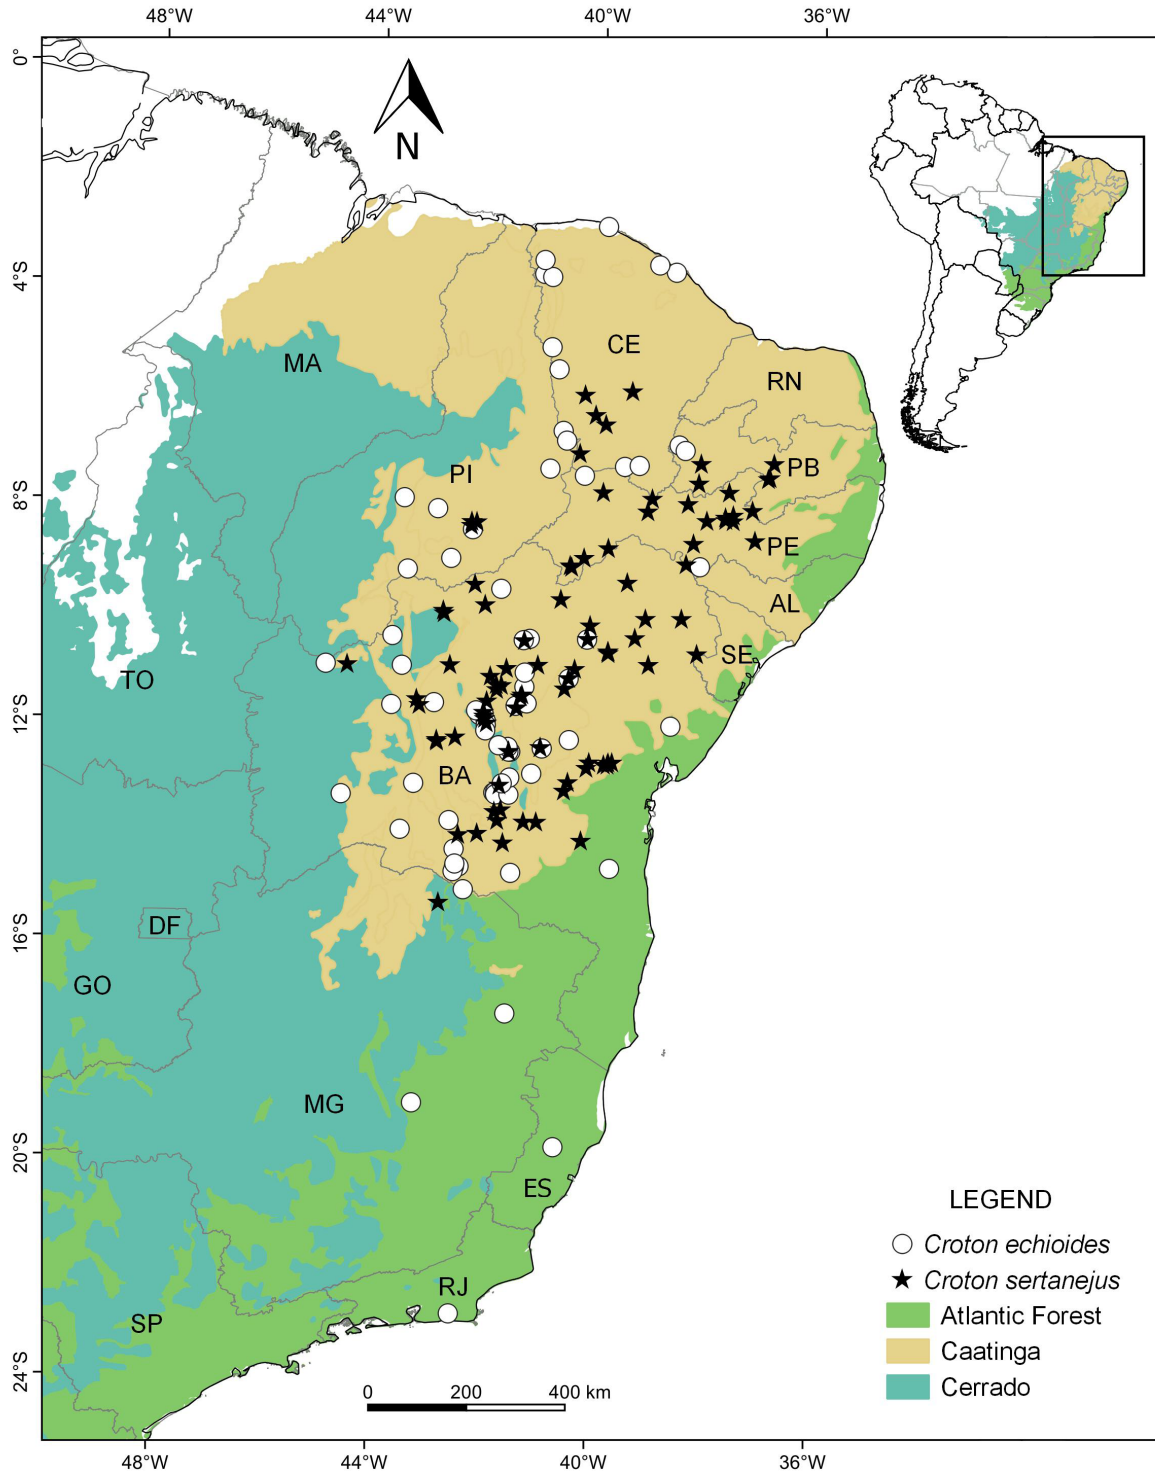 48°W 44°W 40°W 36°W
0°
N
4°S
CE
MA
RN
PI
PB
8°S
PE
AL
SE
TO
12°S
BA
DF
16°S
GO
MG
20°S
ES
LEGEND
Croton echioides
Croton sertanejus
RJ
Atlantic Forest
SP
Caatinga
24°S
Cerrado
0 200 400 km
48°W 44°W 40°W 36°W